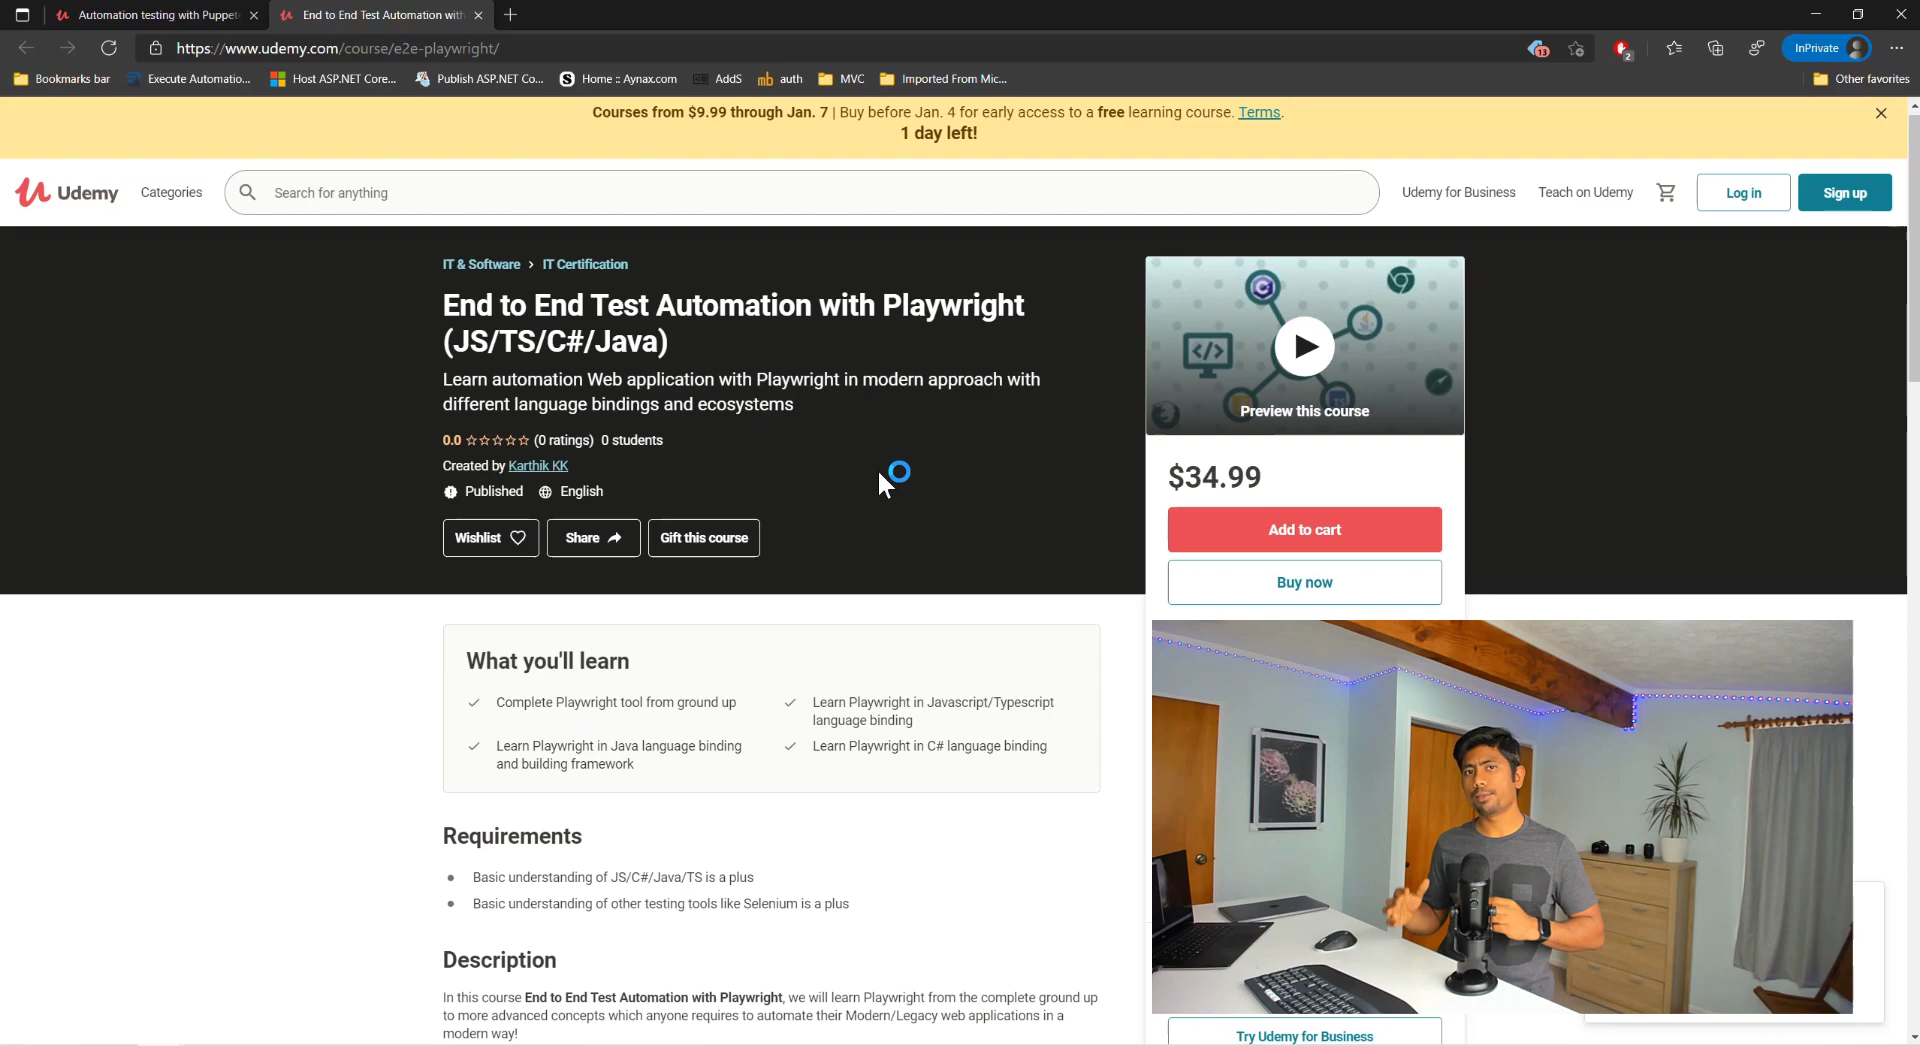 Automation testing with Puppet
End to End Test Automation with
https://www.udemy.com/course/e2e-playwright/
13
2
InPrivate
Bookmarks bar
Execute Automatio...
Host ASP.NET Core...
Publish ASP.NET Co...
Home :: Aynax.com
AddS
auth
MVC
Imported From Mic...
Other favorites
Courses from $9.99 through Jan. 7 | Buy before Jan. 4 for early access to a free learning course. Terms.
1 day left!
Udemy
Categories
Search for anything
Udemy for Business
Teach on Udemy
Log in
Sign up
IT & Software > IT Certification
End to End Test Automation with Playwright
(JS/TS/C#/Java)
Learn automation Web application with Playwright in modern approach with
different language bindings and ecosystems
0.0 (0 ratings) 0 students
Created by Karthik KK
Published English
Wishlist
Share
Gift this course
Preview this course
$34.99
Add to cart
Buy now
What you'll learn
Complete Playwright tool from ground up
Learn Playwright in Javascript/Typescript
language binding
Learn Playwright in Java language binding
and building framework
Learn Playwright in C# language binding
Requirements
Basic understanding of JS/C#/Java/TS is a plus
Basic understanding of other testing tools like Selenium is a plus
Description
In this course End to End Test Automation with Playwright, we will learn Playwright from the complete ground up
to more advanced concepts which anyone requires to automate their Modern/Legacy web applications in a
modern way!
Try Udemy for Business